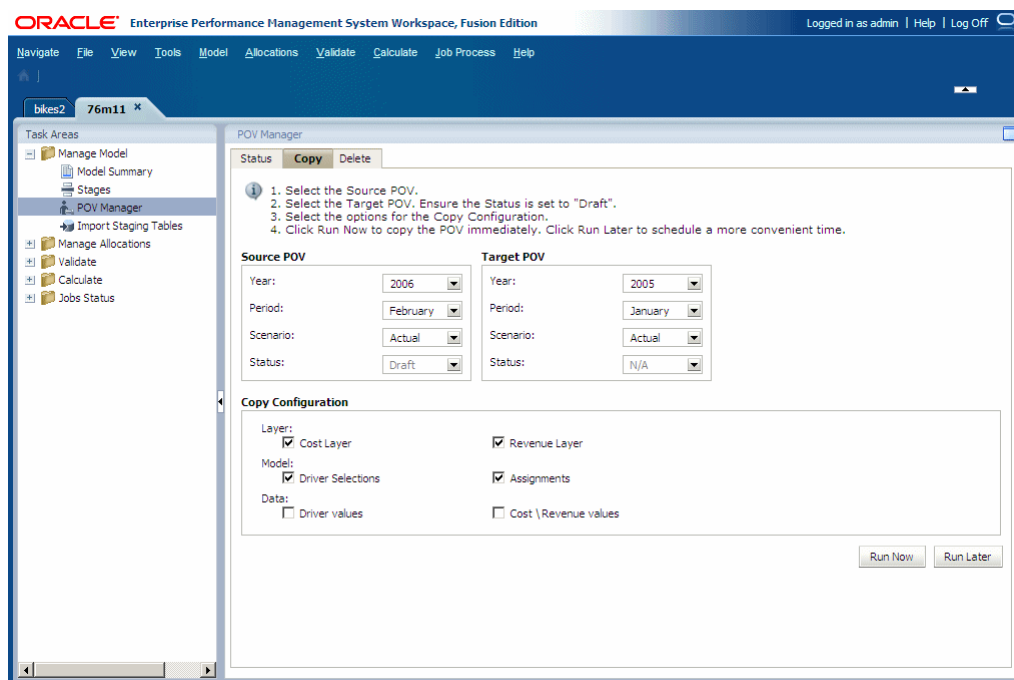 ORACLE® Enterprise Performance Management System Workspace, Fusion Edition
Logged in as admin | Help | Log Off
Navigate File View Tools Model Allocations Validate Calculate Job Process Help
bikes2 76m11 ×
Task Areas
Manage Model
Model Summary
Stages
POV Manager
Import Staging Tables
Manage Allocations
Validate
Calculate
Jobs Status
POV Manager
Status Copy Delete
1. Select the Source POV.
2. Select the Target POV. Ensure the Status is set to "Draft".
3. Select the options for the Copy Configuration.
4. Click Run Now to copy the POV immediately. Click Run Later to schedule a more convenient time.
Source POV
Year: 2006
Period: February
Scenario: Actual
Status: Draft
Target POV
Year: 2005
Period: January
Scenario: Actual
Status: N/A
Copy Configuration
Layer:
Cost Layer Revenue Layer
Model:
Driver Selections Assignments
Data:
Driver values Cost \ Revenue values
Run Now Run Later